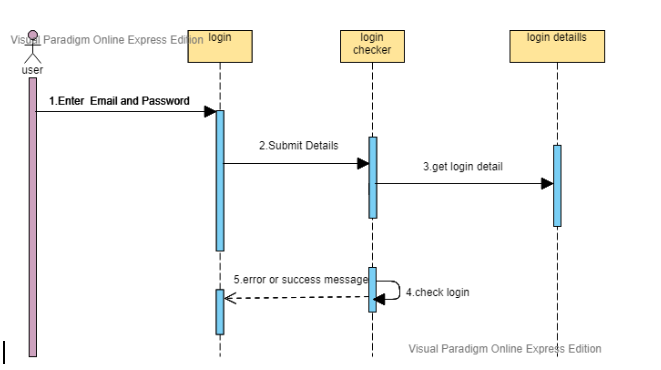 Visual Paradigm Online Express Edition
login
login
checker
login detaills
user
1.Enter Email and Password
2.Submit Details
3.get login detail
5.error or success message
4.check login
Visual Paradigm Online Express Edition